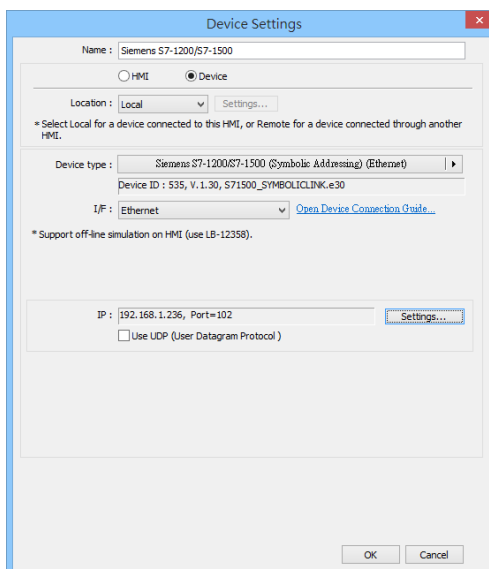 Device Settings
Name : Siemens S7-1200/S7-1500
HMI Device
Location : Local Settings...
* Select Local for a device connected to this HMI, or Remote for a device connected through another
HMI.
Device type : Siemens S7-1200/S7-1500 (Symbolic Addressing) (Ethernet)
Device ID : 535, V.1.30, S71500_SYMBOLICLINK.e30
I/F : Ethernet Open Device Connection Guide...
* Support off-line simulation on HMI (use LB-12358).
IP : 192.168.1.236, Port=102 Settings...
Use UDP (User Datagram Protocol )
OK Cancel